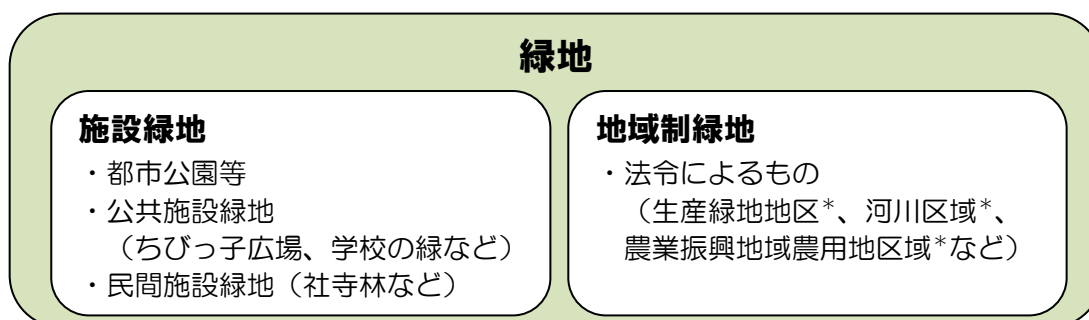 緑地
施設緑地
・都市公園等
・公共施設緑地
（ちびっ子広場、学校の緑など）
・民間施設緑地（社寺林など）
地域制緑地
・法令によるもの
（生産緑地地区*、河川区域*、
農業振興地域農用地区域*など）